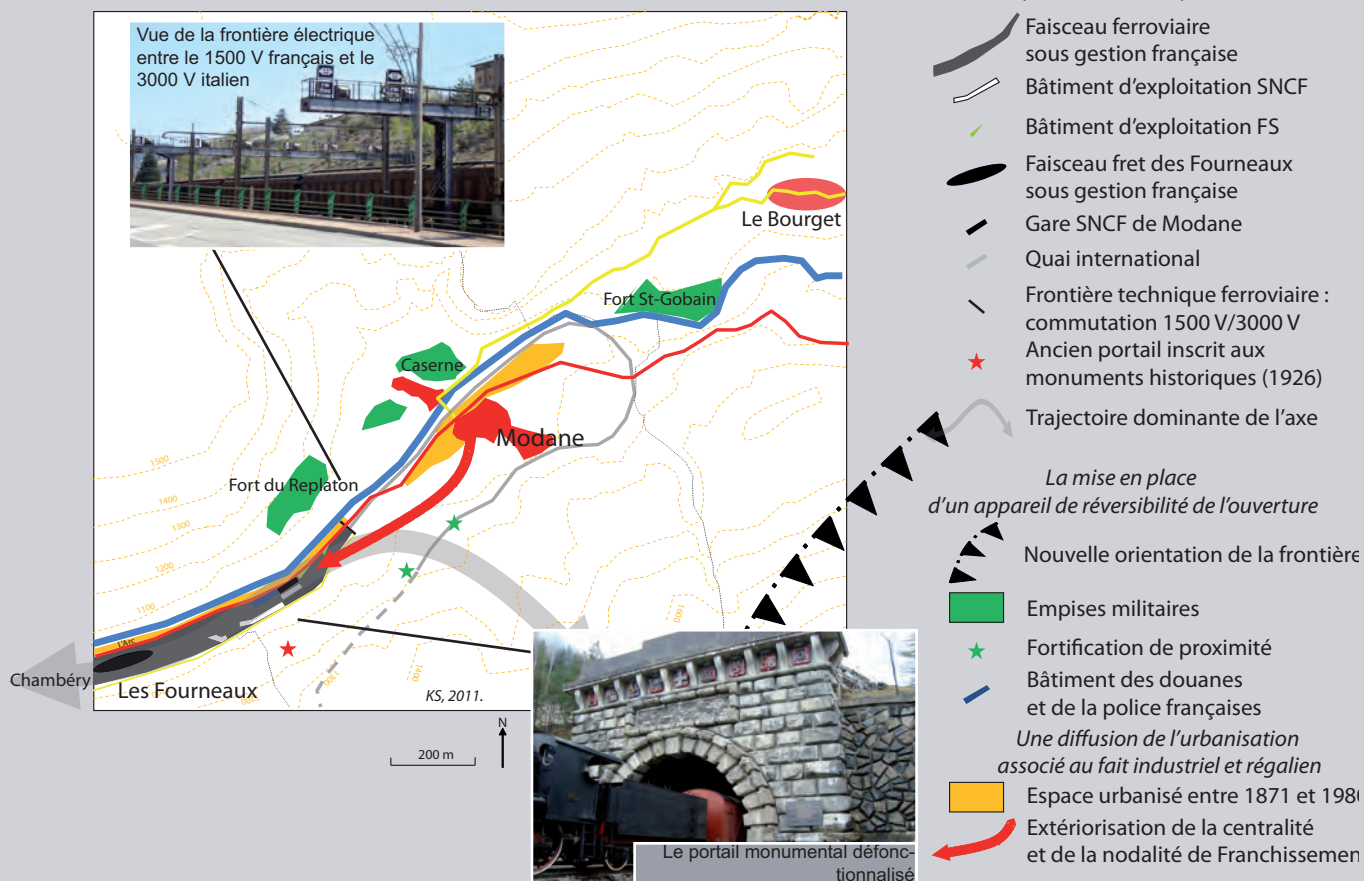 Vue de la frontière électrique
entre le 1500 V français et le
3000 V italien
Le Bourget
Fort St-Gobain
Caserne
Modane
Fort du Replaton
1500
1400
1300
1200
1100
L'Arc
Chambéry
Les Fourneaux
KS, 2011.
1300
1400
1600
200 m
N
Le portail monumental défonc-
tionnalisé
Faisceau ferroviaire
sous gestion française
Bâtiment d'exploitation SNCF
Bâtiment d'exploitation FS
Faisceau fret des Fourneaux
sous gestion française
Gare SNCF de Modane
Quai international
Frontière technique ferroviaire :
commutation 1500 V/3000 V
Ancien portail inscrit aux
monuments historiques (1926)
Trajectoire dominante de l'axe
La mise en place
d'un appareil de réversibilité de l'ouverture
Nouvelle orientation de la frontière
Empises militaires
Fortification de proximité
Bâtiment des douanes
et de la police françaises
Une diffusion de l'urbanisation
associé au fait industriel et régalien
Espace urbanisé entre 1871 et 198
Extériorisation de la centralité
et de la nodalité de Franchissemen